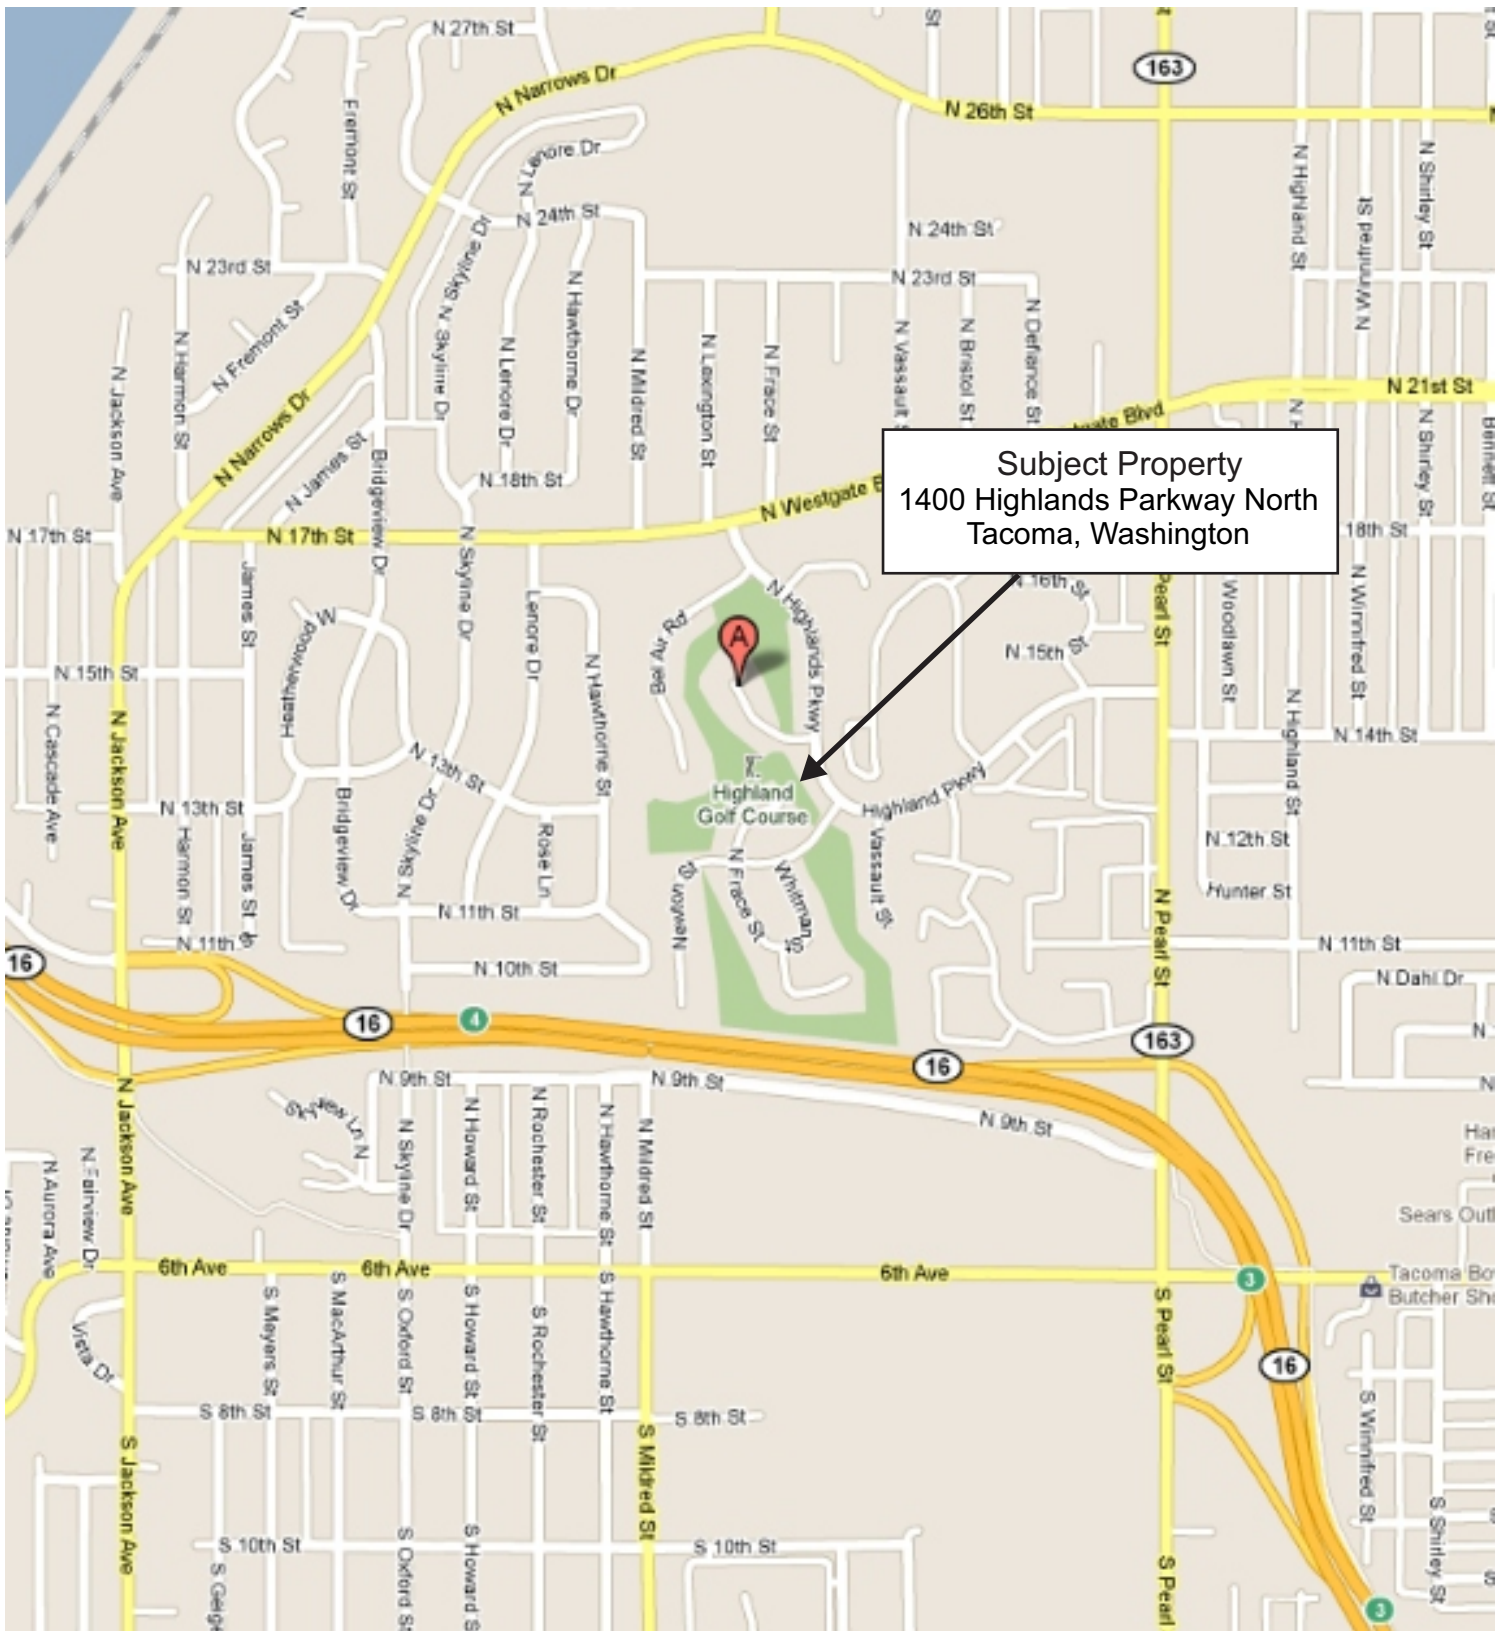 N 27th St
St
163
N Narrows Dr
N 26th St
Fremont St
N Lenore Dr
N Highland St
N Shirley St
N Winnifred St
N 24th St
N 24th St
N 23rd St
N Skyline Dr
N 23rd St
N Fremont St
N Harmon St
N Jackson Ave
N Skyline Dr
N Lenore Dr
N Hawthorne Dr
N Mildred St
N Lexington St
N Frace St
N Vassault
N Bristol St
N Defiance St
N 21st St
N Narrows Dr
N Shirley St
Bennett St
N James St
Bridgeview Dr
N 18th St
N Westgate B
tgate Blvd
Subject Property
1400 Highlands Parkway North
Tacoma, Washington
18th St
N 17th St
N 17th St
N Skyline Dr
James St
Lenore Dr
N Hawthorne St
Bel Air Rd
A
N Highlands Pkwy
N 16th St
Pearl St
Woodlawn St
N Winnifred St
Heatherwood W
N 15th St
N 15th St
N Cascade Ave
N Jackson Ave
N 13th St
N Highland St
N 14th St
Inc.
Highland
Golf Course
Highland Pkwy
N 13th St
Harmon St
James St
Bridgeview Dr
N Skyline Dr
Rose Ln
Vassault St
N 12th St
Hunter St
N Frace St
Whitman St
Newton St
N Pearl St
N 11th St
N 11th St
N 11th St
N 10th St
N Dahl Dr
16
16
4
16
163
N
N
N 9th St
N 9th St
N 9th St
Skyview Ln N
N Jackson Ave
N Fairview Dr
N Aurora Ave
N Skyline Dr
N Howard St
N Rochester St
N Hawthorne St
N Mildred St
Har
Fre
Sears Outl
6th Ave
6th Ave
6th Ave
3
Tacoma Bo
Butcher Sho
S Meyers St
S MacArthur St
S Oxford St
S Howard St
S Rochester St
S Hawthorne St
S Pearl St
16
Vista Dr
S 8th St
S 8th St
S 8th St
S Winnifred St
S Jackson Ave
S Mildred St
S Shirley St
S 10th St
S 10th St
S Geige
S Oxford St
S Howard S
S Pearl
3